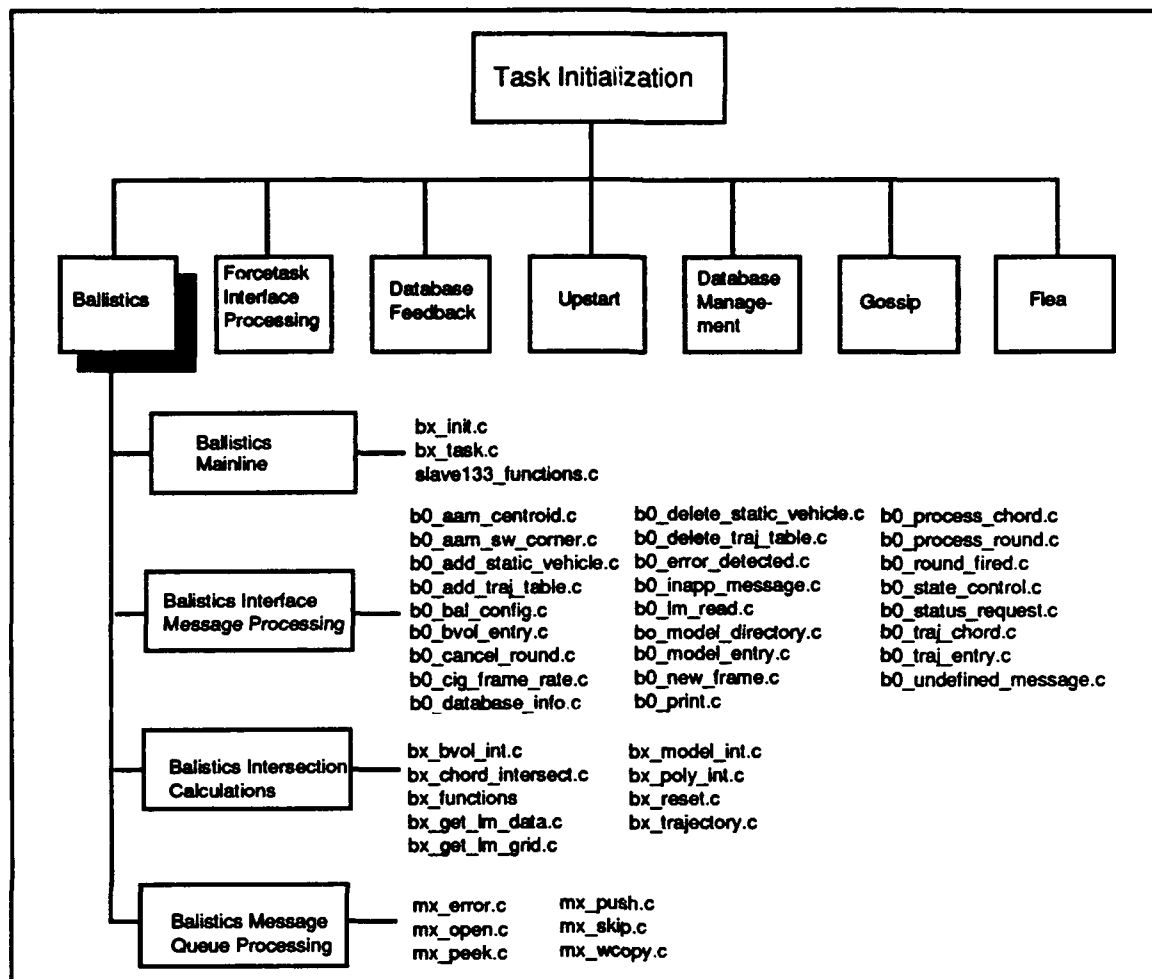 Task Initialization
Ballistics
Forcetask
Interface
Processing
Database
Feedback
Upstart
Database
Manage-
ment
Gossip
Flea
Ballistics
Mainline
bx_init.c
bx_task.c
slave133_functions.c
Balistics Interface
Message Processing
b0_aam_centroid.c
b0_aam_sw_corner.c
b0_add_static_vehicle.c
b0_add_traj_table.c
b0_bal_config.c
b0_bvol_entry.c
b0_cancel_round.c
b0_cig_frame_rate.c
b0_database_info.c
b0_delete_static_vehicle.c
b0_delete_traj_table.c
b0_error_detected.c
b0_inapp_message.c
b0_lm_read.c
bo_model_directory.c
b0_model_entry.c
b0_new_frame.c
b0_print.c
b0_process_chord.c
b0_process_round.c
b0_round_fired.c
b0_state_control.c
b0_status_request.c
b0_traj_chord.c
b0_traj_entry.c
b0_undefined_message.c
Balistics Intersection
Calculations
bx_bvol_int.c
bx_chord_intersect.c
bx_functions
bx_get_lm_data.c
bx_get_lm_grid.c
bx_model_int.c
bx_poly_int.c
bx_reset.c
bx_trajectory.c
Balistics Message
Queue Processing
mx_error.c
mx_open.c
mx_peek.c
mx_push.c
mx_skip.c
mx_wcopy.c